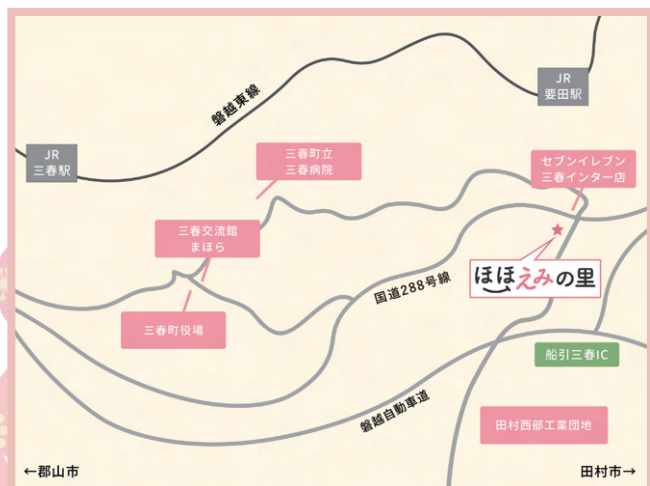 JR
要田駅
磐越東線
JR
三春駅
三春町立
三春病院
セブンイレブン
三春インター店
三春交流館
まほら
ほほえみの里
国道288号線
三春町役場
船引三春IC
磐越自動車道
田村西部工業団地
←郡山市
田村市→